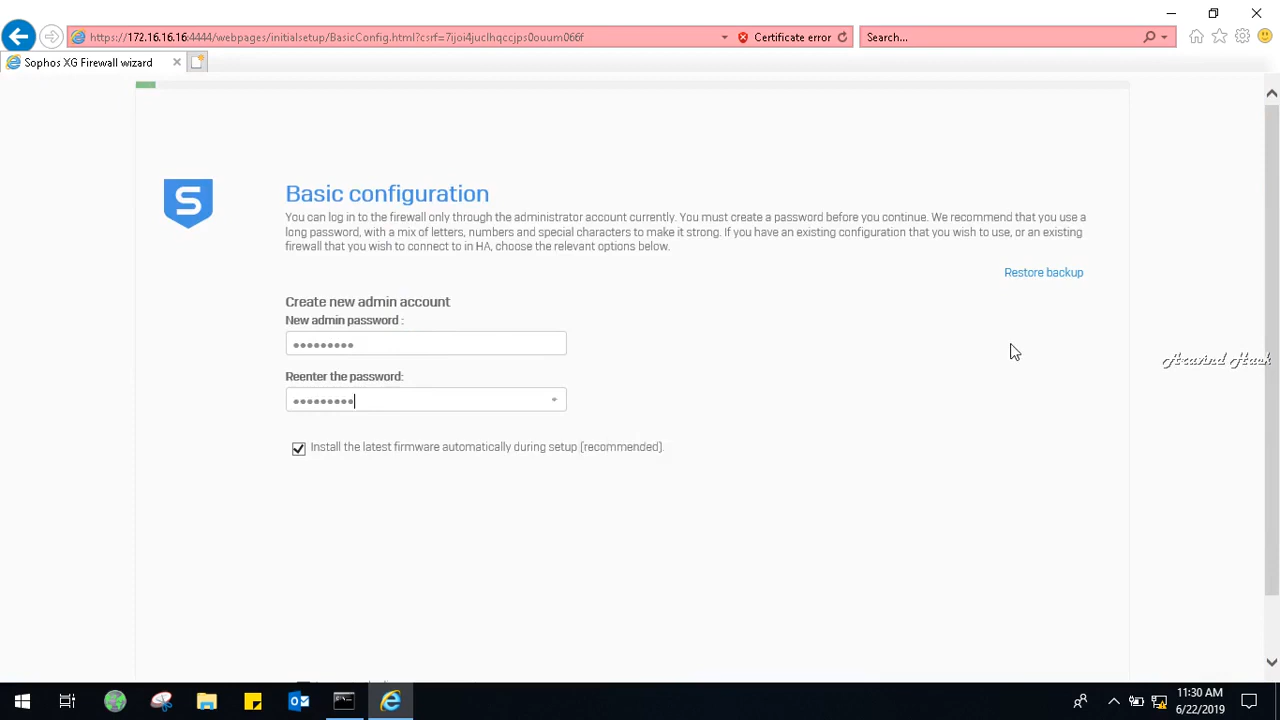 https://172.16.16.16:4444/webpages/initialsetup/BasicConfig.html?csrf=7ijoi4juclhqccjps0ouum066f
Certificate error
Search...
Sophos XG Firewall wizard
S
Basic configuration
You can log in to the firewall only through the administrator account currently. You must create a password before you continue. We recommend that you use a
long password, with a mix of letters, numbers and special characters to make it strong. If you have an existing configuration that you wish to use, or an existing
firewall that you wish to connect to in HA, choose the relevant options below.
Restore backup
Create new admin account
New admin password :
•••••••••
Reenter the password:
•••••••••
Install the latest firmware automatically during setup (recommended).
Aravind Hack
11:30 AM
6/22/2019